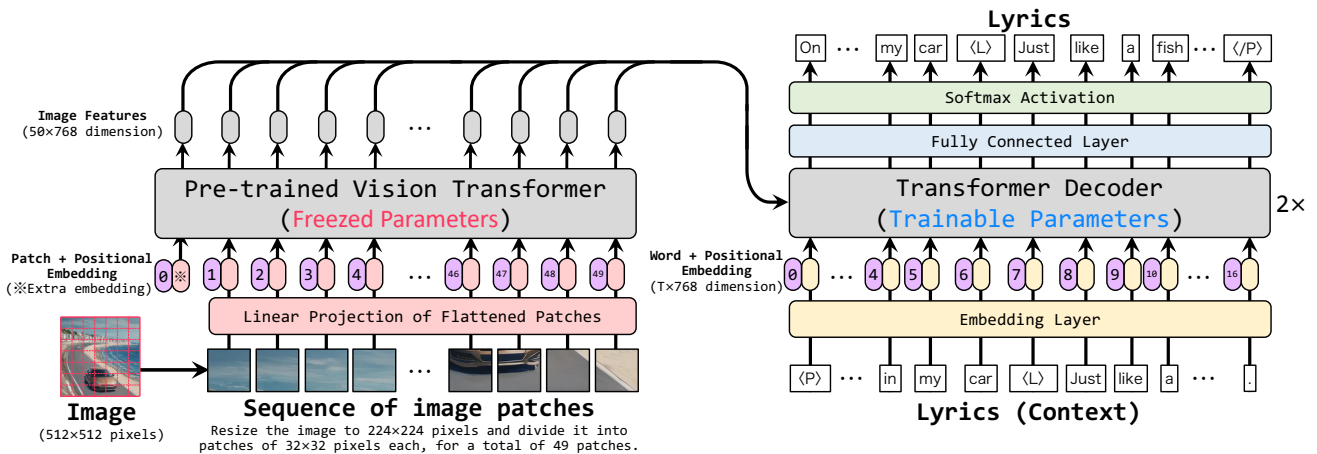 Lyrics
On ··· my car ⟨L⟩ Just like a fish ··· ⟨/P⟩
Softmax Activation
Fully Connected Layer
Transformer Decoder
(Trainable Parameters)
2×
Word + Positional
Embedding
(T×768 dimension)
0 ··· 4 5 6 7 8 9 10 ··· 16
Embedding Layer
⟨P⟩ ··· in my car ⟨L⟩ Just like a ··· .
Lyrics (Context)
Image Features
(50×768 dimension)
...
Pre-trained Vision Transformer
(Freezed Parameters)
Patch + Positional
Embedding
(※Extra embedding)
0 ※ 1 2 3 4 ··· 46 47 48 49
Linear Projection of Flattened Patches
...
Image
(512×512 pixels)
Sequence of image patches
Resize the image to 224×224 pixels and divide it into
patches of 32×32 pixels each, for a total of 49 patches.